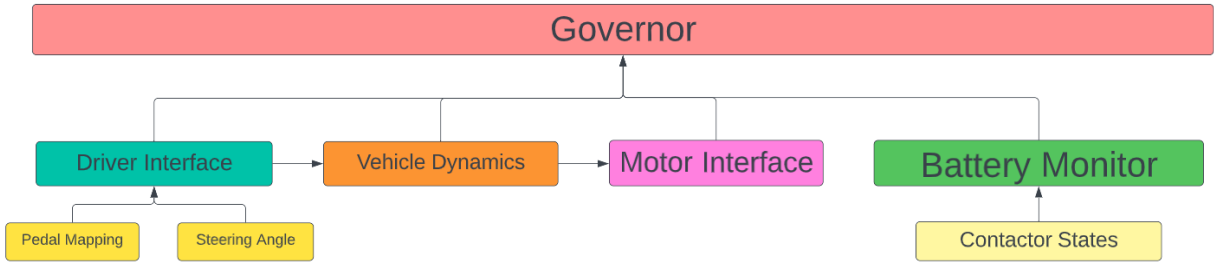 Governor
Driver Interface
Vehicle Dynamics
Motor Interface
Battery Monitor
Pedal Mapping
Steering Angle
Contactor States